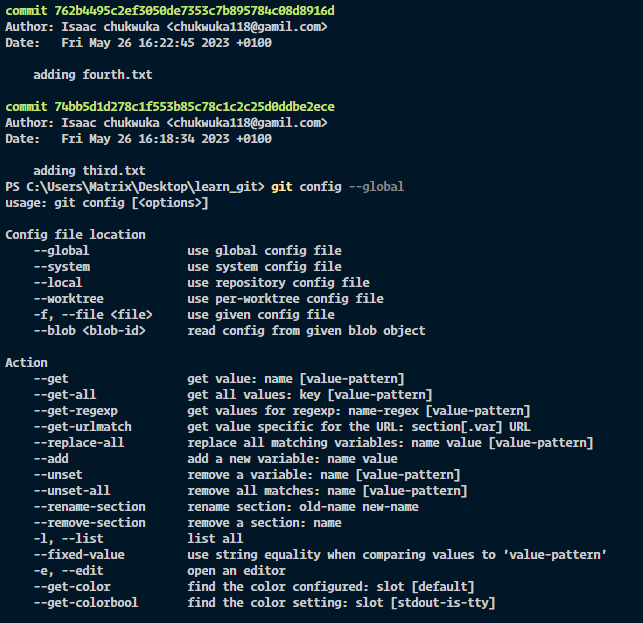 commit 762b4495c2ef3050de7353c7b895784c08d8916d
Author: Isaac chukwuka <chukwuka118@gamil.com>
Date:   Fri May 26 16:22:45 2023 +0100

    adding fourth.txt

commit 74bb5d1d278c1f553b85c78c1c2c25d0ddbe2ece
Author: Isaac chukwuka <chukwuka118@gamil.com>
Date:   Fri May 26 16:18:34 2023 +0100

    adding third.txt
PS C:\Users\Matrix\Desktop\learn_git> git config --global
usage: git config [<options>]

Config file location
    --global              use global config file
    --system              use system config file
    --local               use repository config file
    --worktree            use per-worktree config file
    -f, --file <file>     use given config file
    --blob <blob-id>      read config from given blob object

Action
    --get                 get value: name [value-pattern]
    --get-all             get all values: key [value-pattern]
    --get-regexp          get values for regexp: name-regex [value-pattern]
    --get-urlmatch        get value specific for the URL: section[.var] URL
    --replace-all         replace all matching variables: name value [value-pattern]
    --add                 add a new variable: name value
    --unset               remove a variable: name [value-pattern]
    --unset-all           remove all matches: name [value-pattern]
    --rename-section      rename section: old-name new-name
    --remove-section      remove a section: name
    -l, --list            list all
    --fixed-value         use string equality when comparing values to 'value-pattern'
    -e, --edit            open an editor
    --get-color           find the color configured: slot [default]
    --get-colorbool       find the color setting: slot [stdout-is-tty]